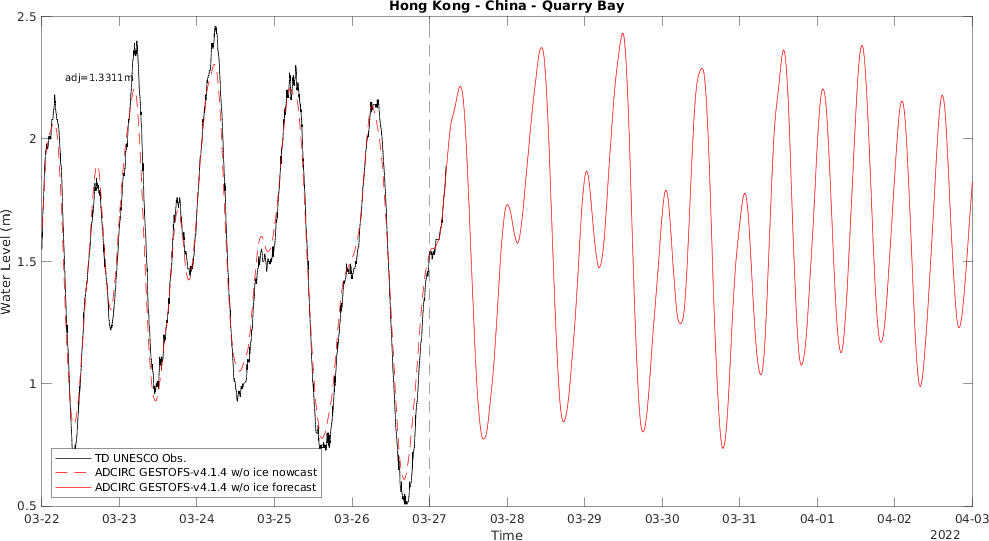 Hong Kong - China - Quarry Bay
2.5
adj=1.3311m
2
1.5
1
0.5
Water Level (m)
TD UNESCO Obs.
ADCIRC GESTOFS-v4.1.4 w/o ice nowcast
ADCIRC GESTOFS-v4.1.4 w/o ice forecast
03-22 03-23 03-24 03-25 03-26 03-27 03-28 03-29 03-30 03-31 04-01 04-02 04-03
Time
2022